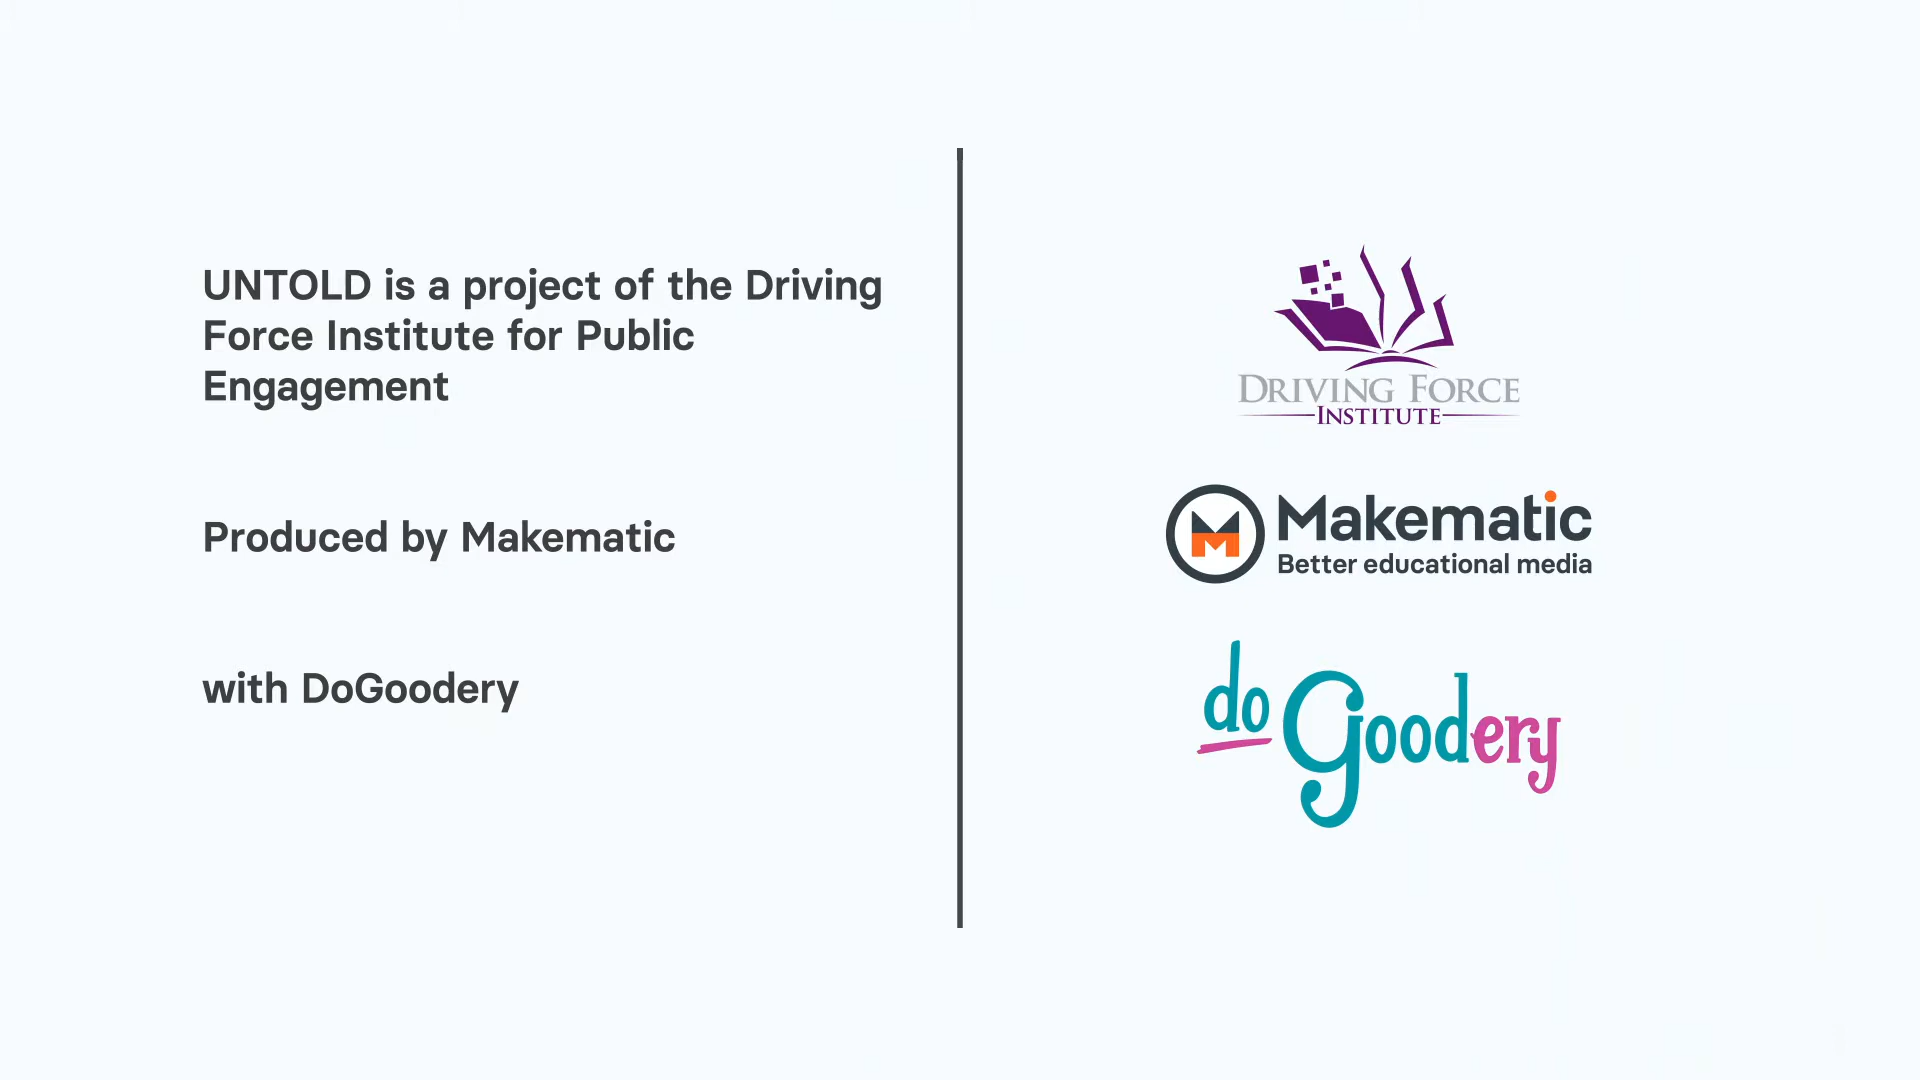 UNTOLD is a project of the Driving
Force Institute for Public
Engagement
Produced by Makematic
with DoGoodery
DRIVING FORCE
INSTITUTE
Makematic
Better educational media
do Goodery